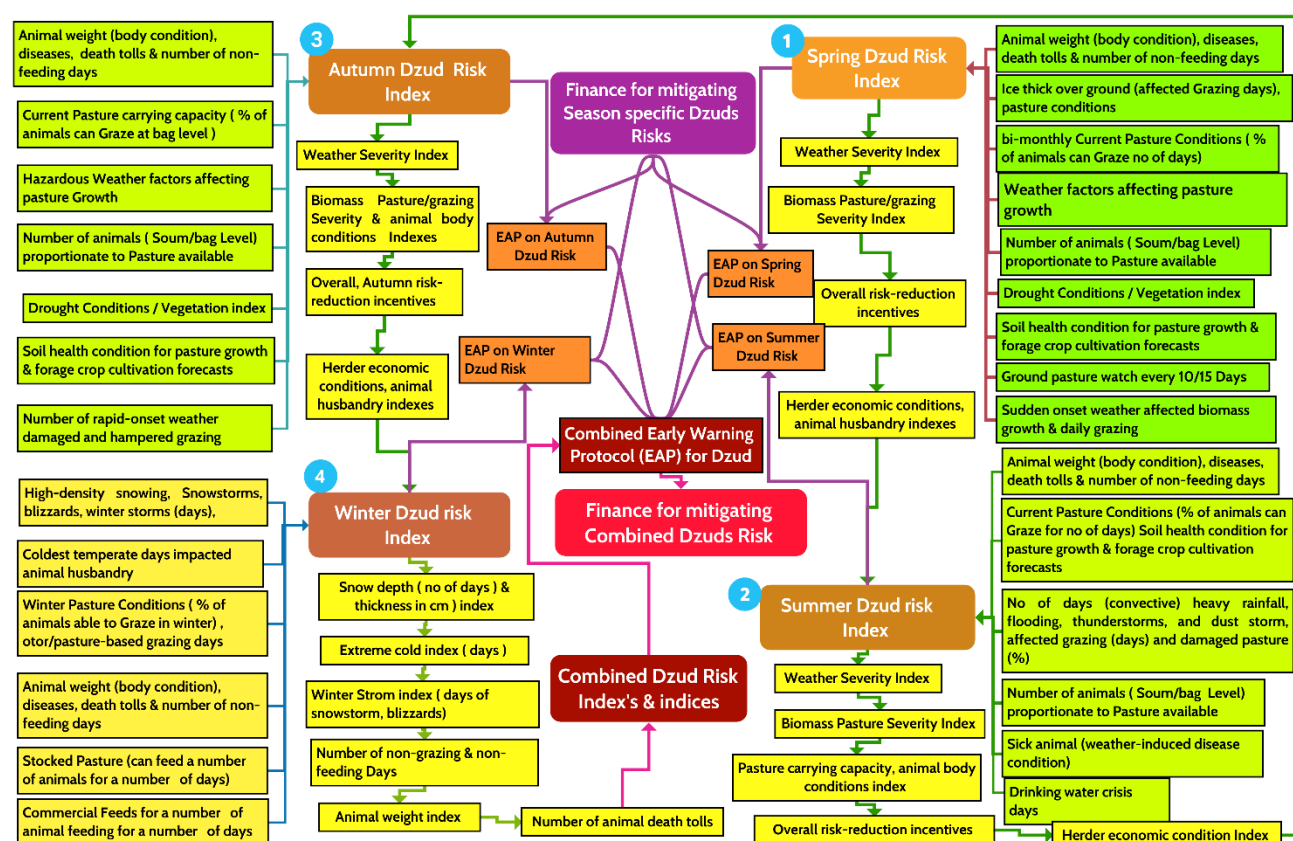 3
Autumn Dzud Risk
Index
Animal weight (body condition),
diseases, death tolls & number of non-
feeding days
Current Pasture carrying capacity ( % of
animals can Graze at bag level )
Hazardous Weather factors affecting
pasture Growth
Number of animals ( Soum/bag Level)
proportionate to Pasture available
Drought Conditions / Vegetation index
Soil health condition for pasture growth
& forage crop cultivation forecasts
Number of rapid-onset weather
damaged and hampered grazing
Weather Severity Index
Biomass Pasture/grazing
Severity & animal body
conditions Indexes
Overall, Autumn risk-
reduction incentives
Herder economic
conditions, animal
husbandry indexes
Finance for mitigating
Season specific Dzuds
Risks
EAP on Autumn
Dzud Risk
EAP on Spring
Dzud Risk
EAP on Winter
Dzud Risk
EAP on Summer
Dzud Risk
Combined Early Warning
Protocol (EAP) for Dzud
Finance for mitigating
Combined Dzuds Risk
Combined Dzud Risk
Index's & indices
1
Spring Dzud Risk
Index
Weather Severity Index
Biomass Pasture/grazing
Severity Index
Overall risk-reduction
incentives
Herder economic conditions,
animal husbandry indexes
Animal weight (body condition), diseases,
death tolls & number of non-feeding days
Ice thick over ground (affected Grazing days),
pasture conditions
bi-monthly Current Pasture Conditions ( %
of animals can Graze no of days)
Weather factors affecting pasture
growth
Number of animals ( Soum/bag Level)
proportionate to Pasture available
Drought Conditions / Vegetation index
Soil health condition for pasture growth &
forage crop cultivation forecasts
Ground pasture watch every 10/15 Days
Sudden onset weather affected biomass
growth & daily grazing
4
Winter Dzud risk
Index
High-density snowing, Snowstorms,
blizzards, winter storms (days),
Coldest temperate days impacted
animal husbandry
Winter Pasture Conditions ( % of
animals able to Graze in winter) ,
otor/pasture-based grazing days
Animal weight (body condition),
diseases, death tolls & number of non-
feeding days
Stocked Pasture (can feed a number
of animals for a number of days)
Commercial Feeds for a number of
animal feeding for a number of days
Snow depth ( no of days ) &
thickness in cm ) index
Extreme cold index ( days )
Winter Strom index ( days of
snowstorm, blizzards)
Number of non-grazing & non-
feeding Days
Animal weight index
Number of animal death tolls
2
Summer Dzud risk
Index
Weather Severity Index
Biomass Pasture Severity Index
Pasture carrying capacity, animal body
conditions index
Overall risk-reduction incentives
Herder economic condition Index
Animal weight (body condition), diseases,
death tolls & number of non-feeding days
Current Pasture Conditions (% of animals can
Graze for no of days) Soil health condition for
pasture growth & forage crop cultivation
forecasts
No of days (convective) heavy rainfall,
flooding, thunderstorms, and dust storm,
affected grazing (days) and damaged pasture
(%)
Number of animals ( Soum/bag Level)
proportionate to Pasture available
Sick animal (weather-induced disease
condition)
Drinking water crisis
days